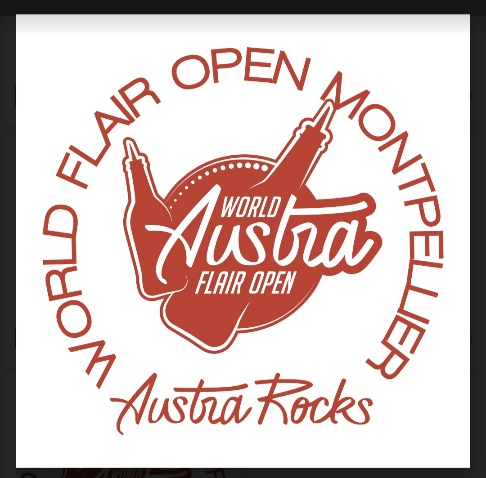 WORLD FLAIR OPEN MONTPELLIER
WORLD
Austra
FLAIR OPEN
Austra Rocks